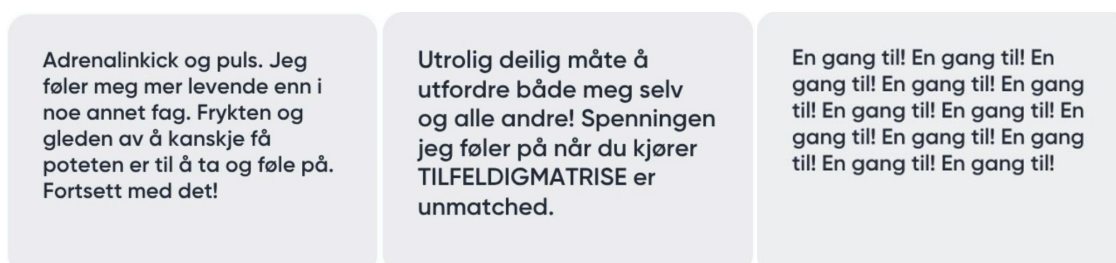 Adrenalinkick og puls. Jeg
føler meg mer levende enn i
noe annet fag. Frykten og
gleden av å kanskje få
poteten er til å ta og føle på.
Fortsett med det!
Utrolig deilig måte å
utfordre både meg selv
og alle andre! Spenningen
jeg føler på når du kjører
TILFELDIGMATRISE er
unmatched.
En gang til! En gang til! En
gang til! En gang til! En gang
til! En gang til! En gang til! En
gang til! En gang til! En gang
til! En gang til! En gang til!